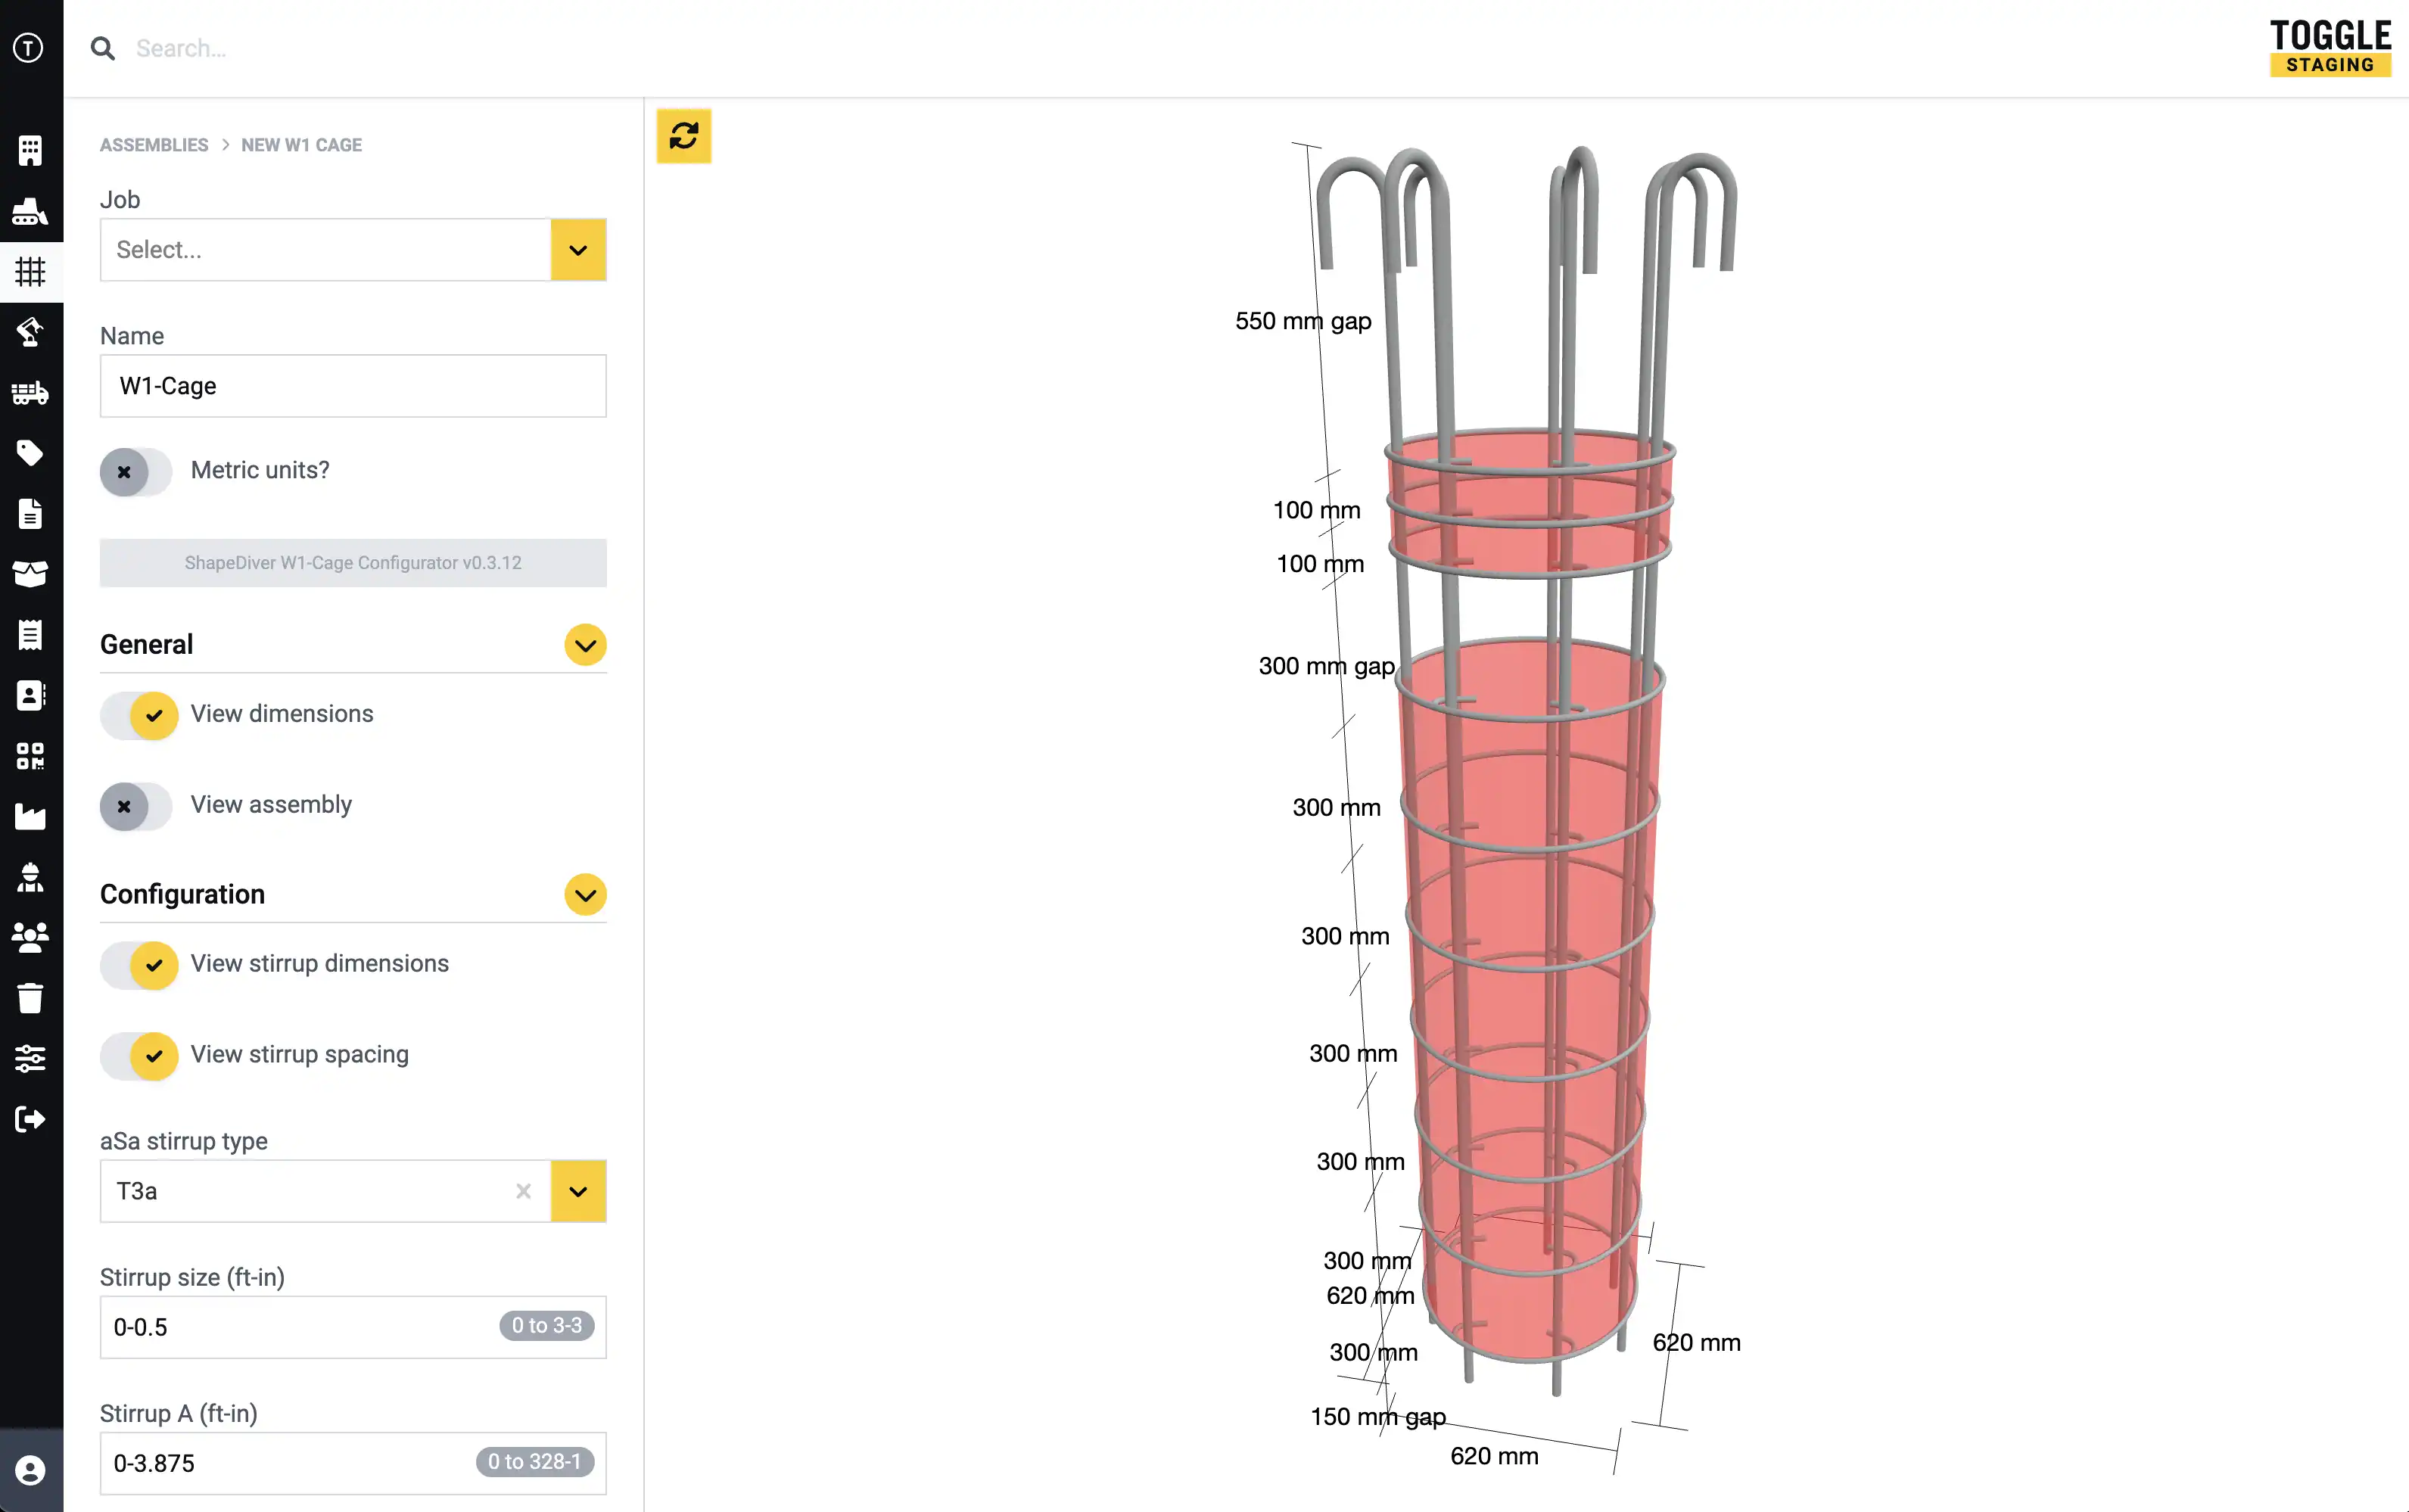 Search...
TOGGLE
STAGING
ASSEMBLIES > NEW W1 CAGE
Job
Select...
Name
W1-Cage
Metric units?
ShapeDiver W1-Cage Configurator v0.3.12
General
View dimensions
View assembly
Configuration
View stirrup dimensions
View stirrup spacing
aSa stirrup type
T3a
Stirrup size (ft-in)
0-0.5
0 to 3-3
Stirrup A (ft-in)
0-3.875
0 to 328-1
550 mm gap
100 mm
100 mm
300 mm gap
300 mm
300 mm
300 mm
300 mm
300 mm
620 mm
300 mm
620 mm
150 mm gap
620 mm